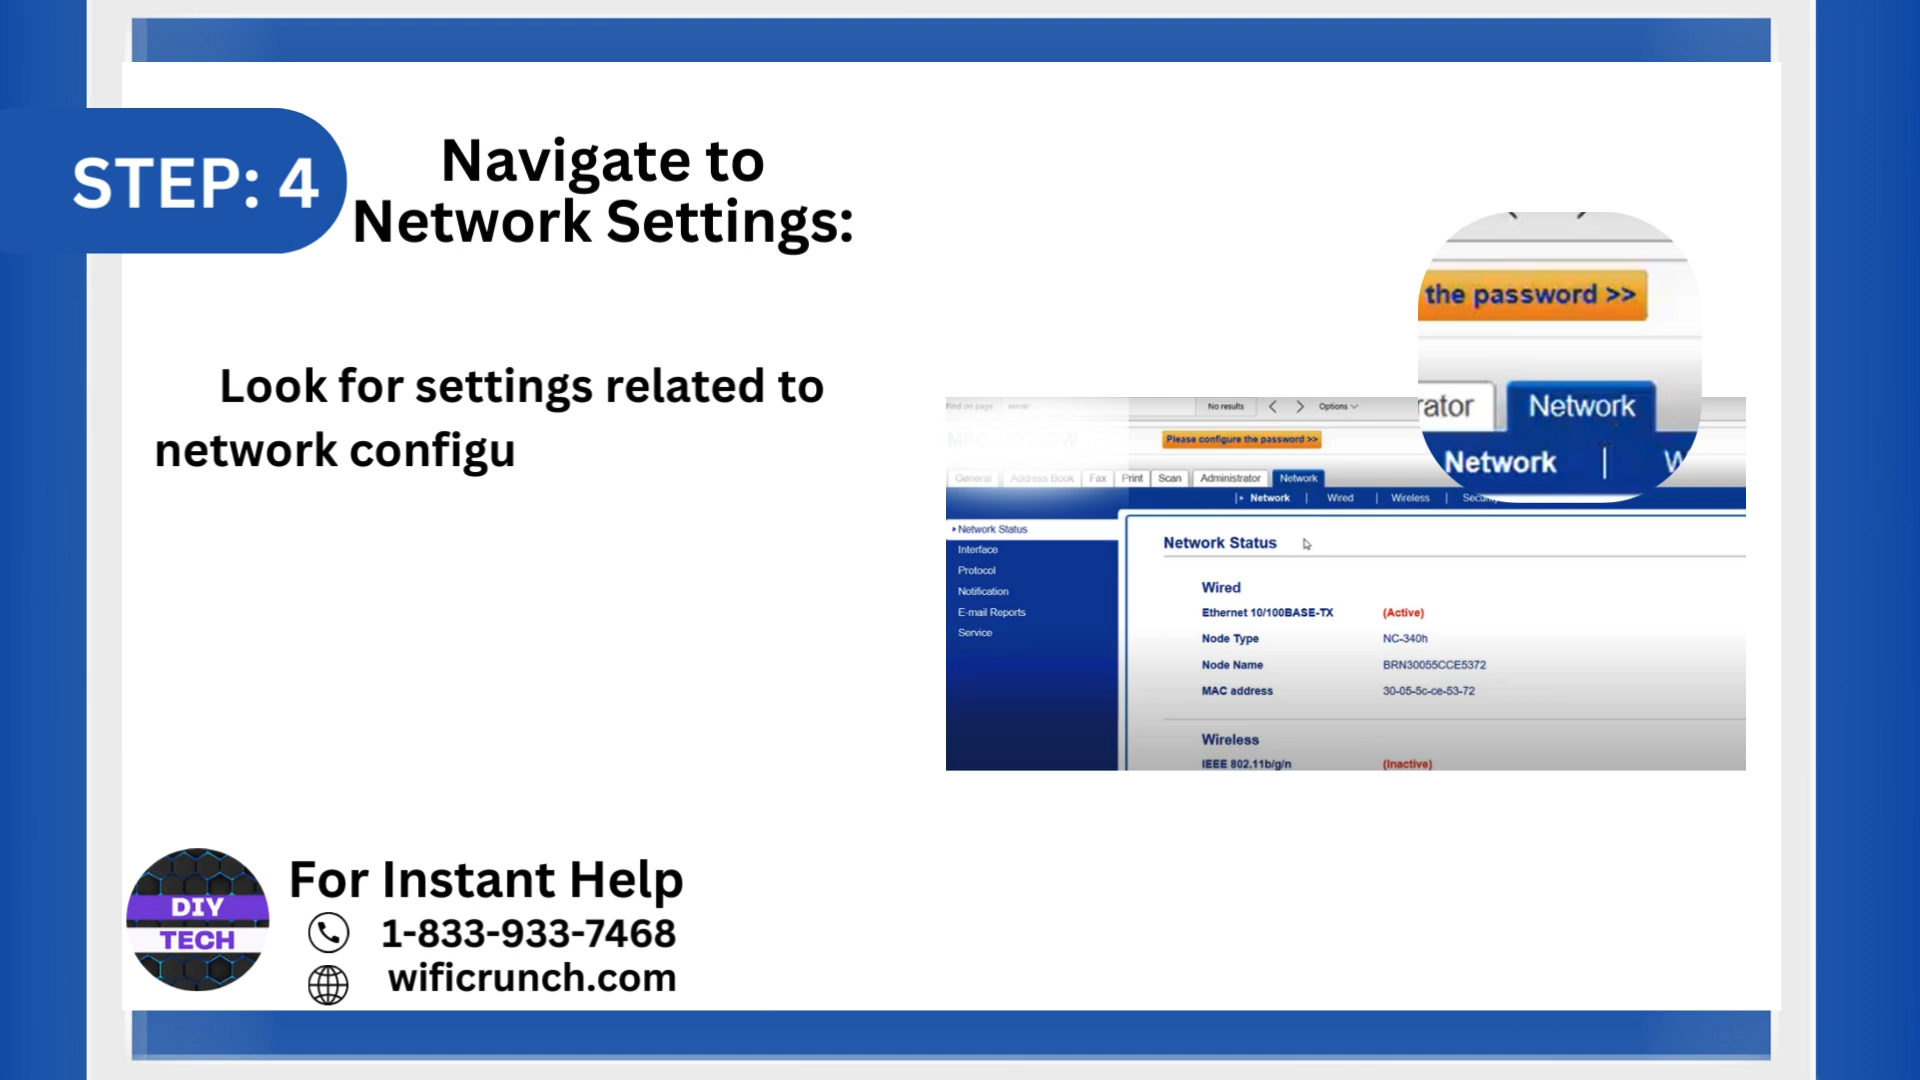 STEP: 4
Navigate to
Network Settings:
Look for settings related to
network configu
the password >>
rator
Network
Network | W
Find on page server
No results
Options
Please configure the password >>
General
Address Book
Fax
Print
Scan
Administrator
Network
Network | Wired | Wireless |
Network Status
Interface
Protocol
Notification
E-mail Reports
Service
Network Status
Wired
Ethernet 10/100BASE-TX (Active)
Node Type NC-340h
Node Name BRN30055CCE5372
MAC address 30-05-5c-ce-53-72
Wireless
IEEE 802.11b/g/n (Inactive)
DIY
TECH
For Instant Help
1-833-933-7468
wificrunch.com